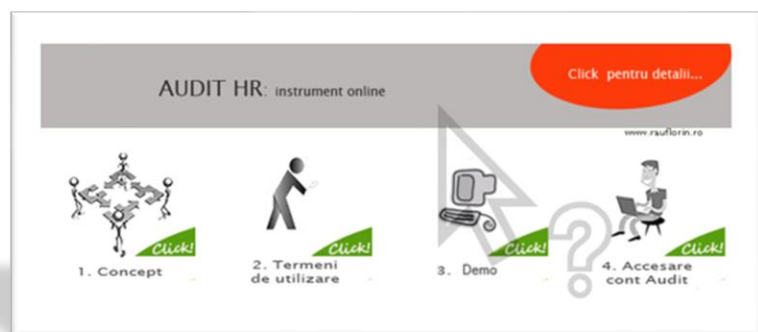 AUDIT HR: instrument online
Click pentru detalii...
www.rauflorin.ro
Click!
Click!
Click!
Click!
1. Concept
2. Termeni
de utilizare
3. Demo
4. Accesare
cont Audit